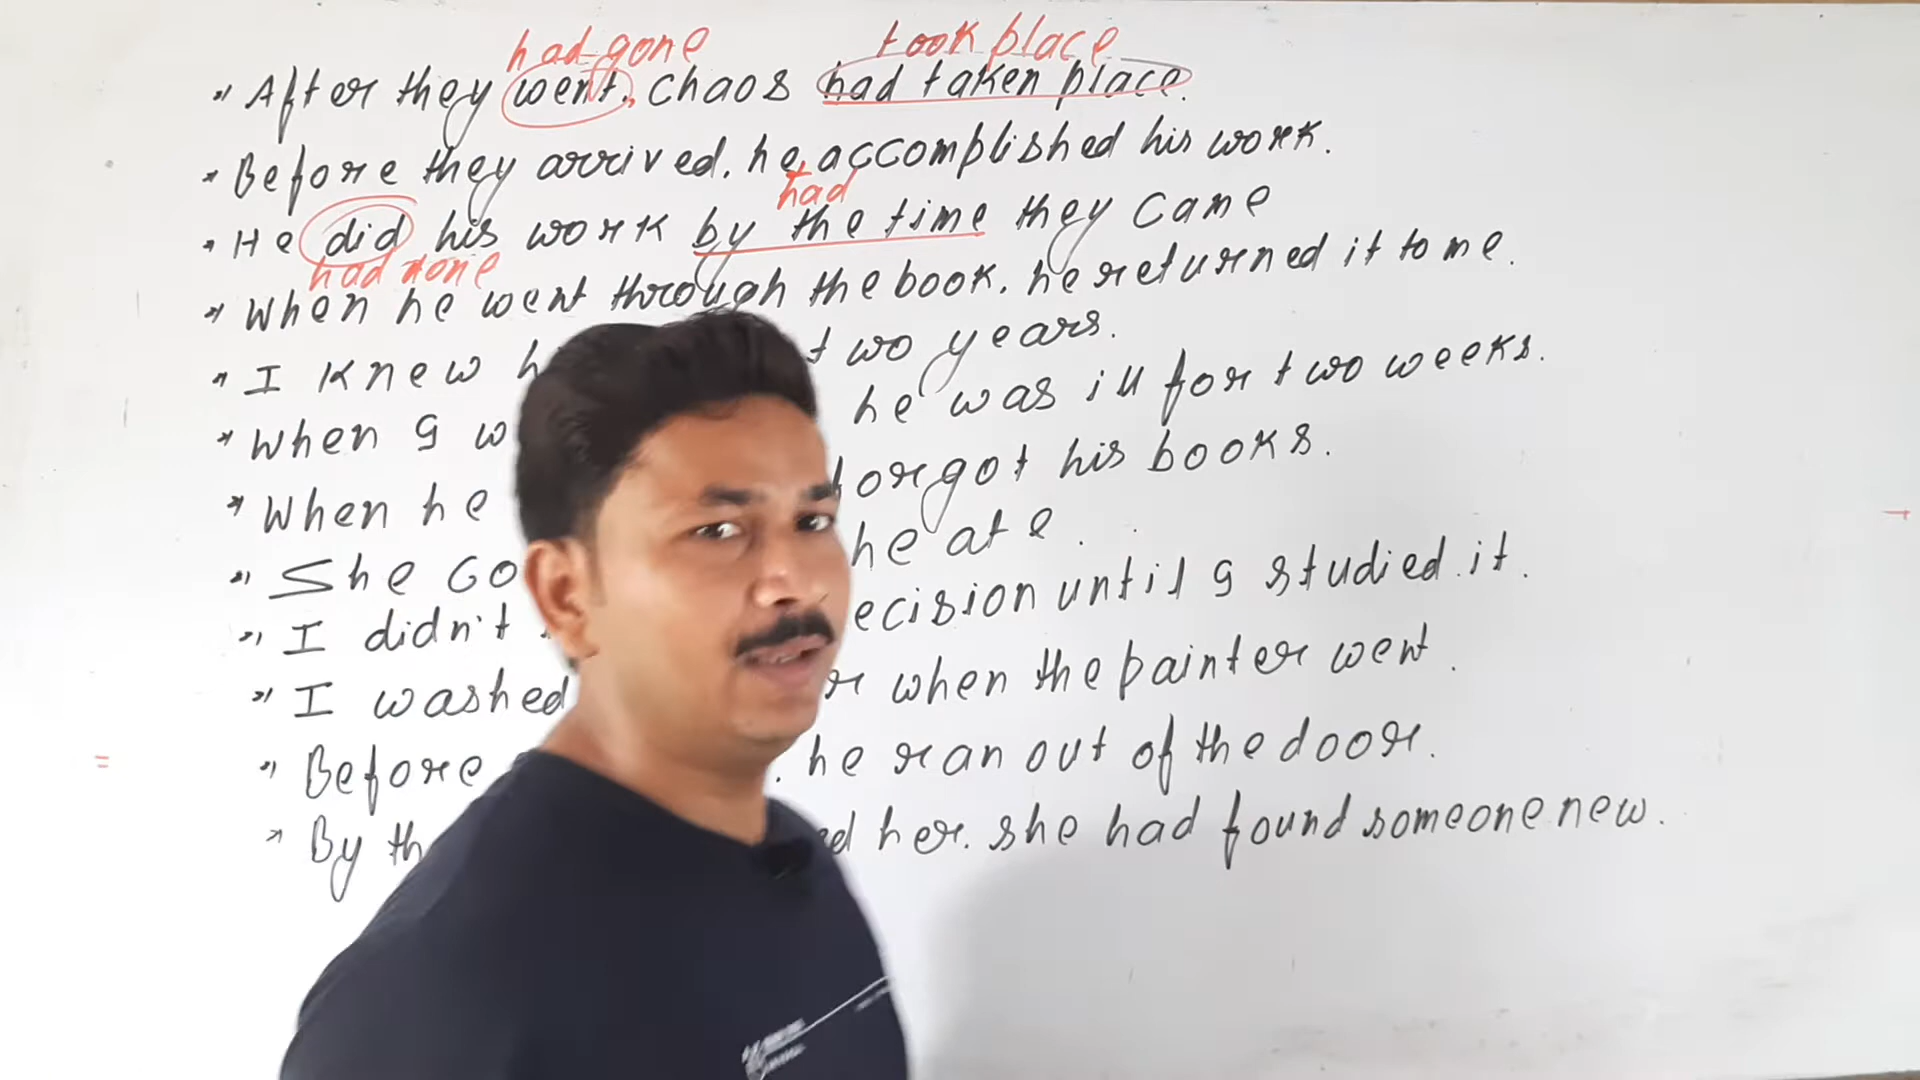 had gone took place
* After they went, chaos had taken place.
* Before they arrived, he accomplished his work.
had
* He did his work by the time they came
had done
* When he went through the book, he returned it to me.
* I knew two years.
* When I he was ill for two weeks.
* When he forgot his books.
* She he ate.
* I didn't until I studied it.
* I washed when the painter went.
* Before he ran out of the door.
* By her, she had found someone new.